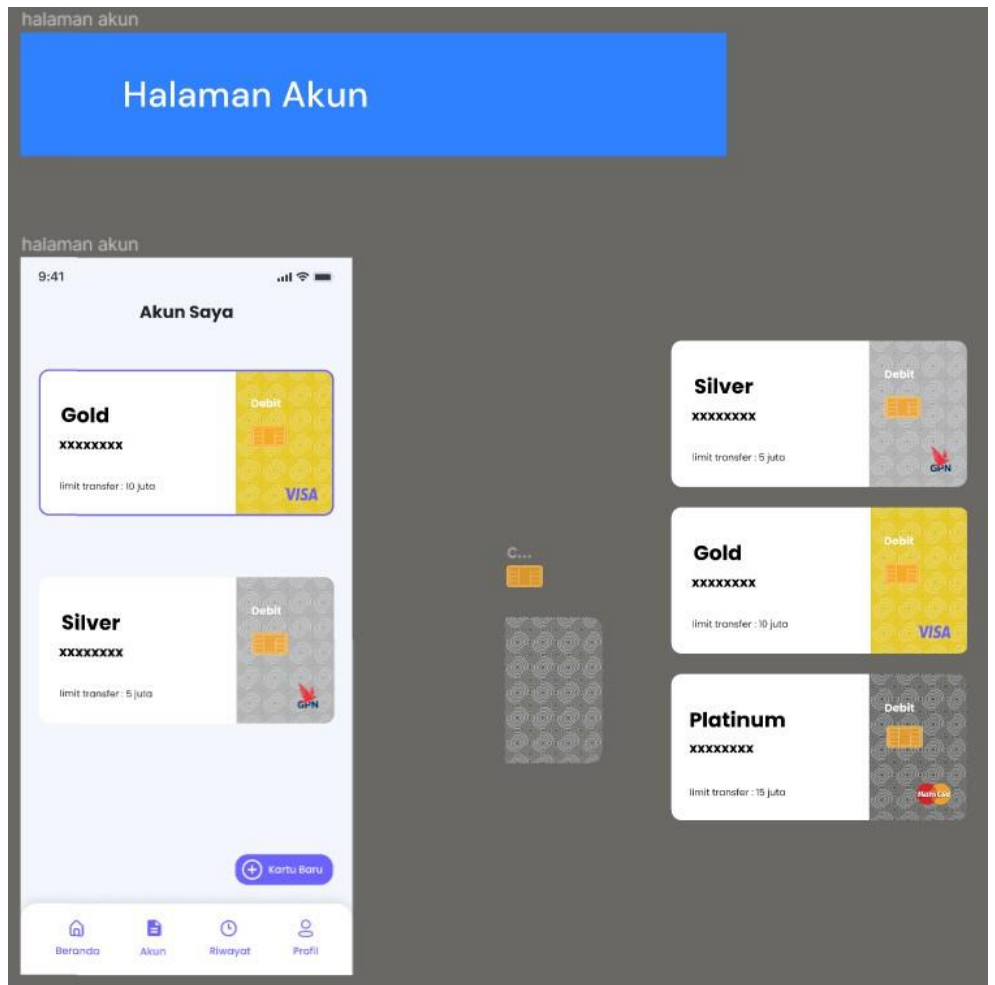 halaman akun
Halaman Akun
halaman akun
9:41
Akun Saya
Gold
xxxxxxxx
limit transfer : 10 juta
Debit
VISA
Silver
xxxxxxxx
limit transfer : 5 juta
Debit
GPN
Kartu Baru
Beranda
Akun
Riwayat
Profil
C...
Silver
xxxxxxxx
limit transfer : 5 juta
Debit
GPN
Gold
xxxxxxxx
limit transfer : 10 juta
Debit
VISA
Platinum
xxxxxxxx
limit transfer : 15 juta
Debit
MasterCard